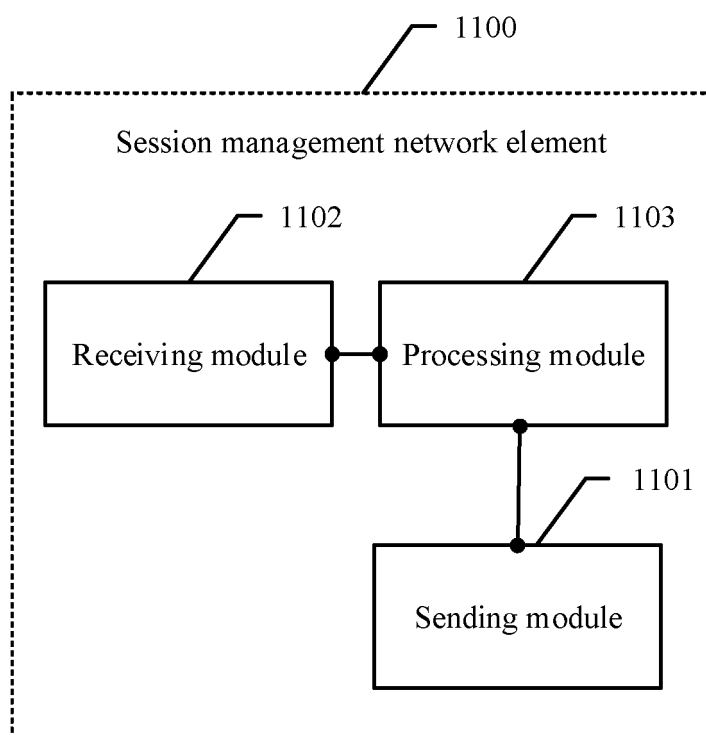 1100
Session management network element
1102
1103
Receiving module
Processing module
1101
Sending module